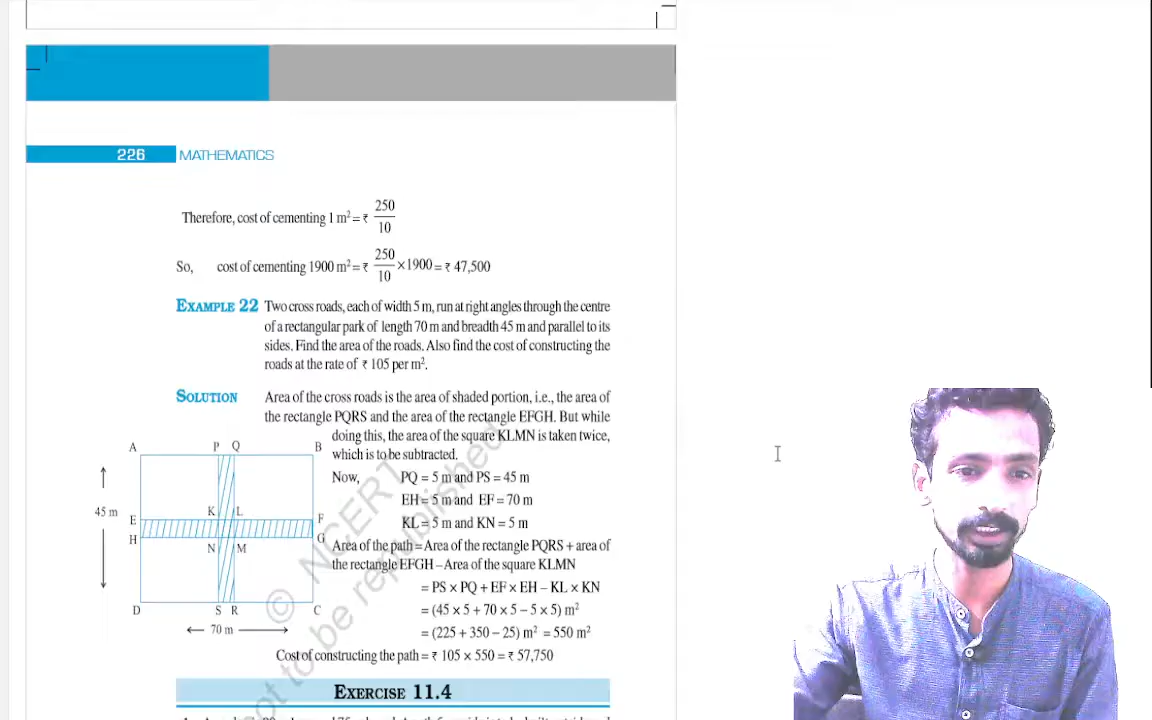 226 MATHEMATICS
Therefore, cost of cementing 1 m² = ₹ 250/10
So, cost of cementing 1900 m² = ₹ 250/10 × 1900 = ₹ 47,500
EXAMPLE 22 Two cross roads, each of width 5 m, run at right angles through the centre
of a rectangular park of length 70 m and breadth 45 m and parallel to its
sides. Find the area of the roads. Also find the cost of constructing the
roads at the rate of ₹ 105 per m².
SOLUTION Area of the cross roads is the area of shaded portion, i.e., the area of
the rectangle PQRS and the area of the rectangle EFGH. But while
doing this, the area of the square KLMN is taken twice,
which is to be subtracted.
Now, PQ = 5 m and PS = 45 m
EH = 5 m and EF = 70 m
KL = 5 m and KN = 5 m
Area of the path = Area of the rectangle PQRS + area of
the rectangle EFGH – Area of the square KLMN
= PS × PQ + EF × EH – KL × KN
= (45 × 5 + 70 × 5 – 5 × 5) m²
= (225 + 350 – 25) m² = 550 m²
Cost of constructing the path = ₹ 105 × 550 = ₹ 57,750
A P Q B
45 m
E K L F
H N M G
D S R C
70 m
© NCERT
not to be republished
EXERCISE 11.4